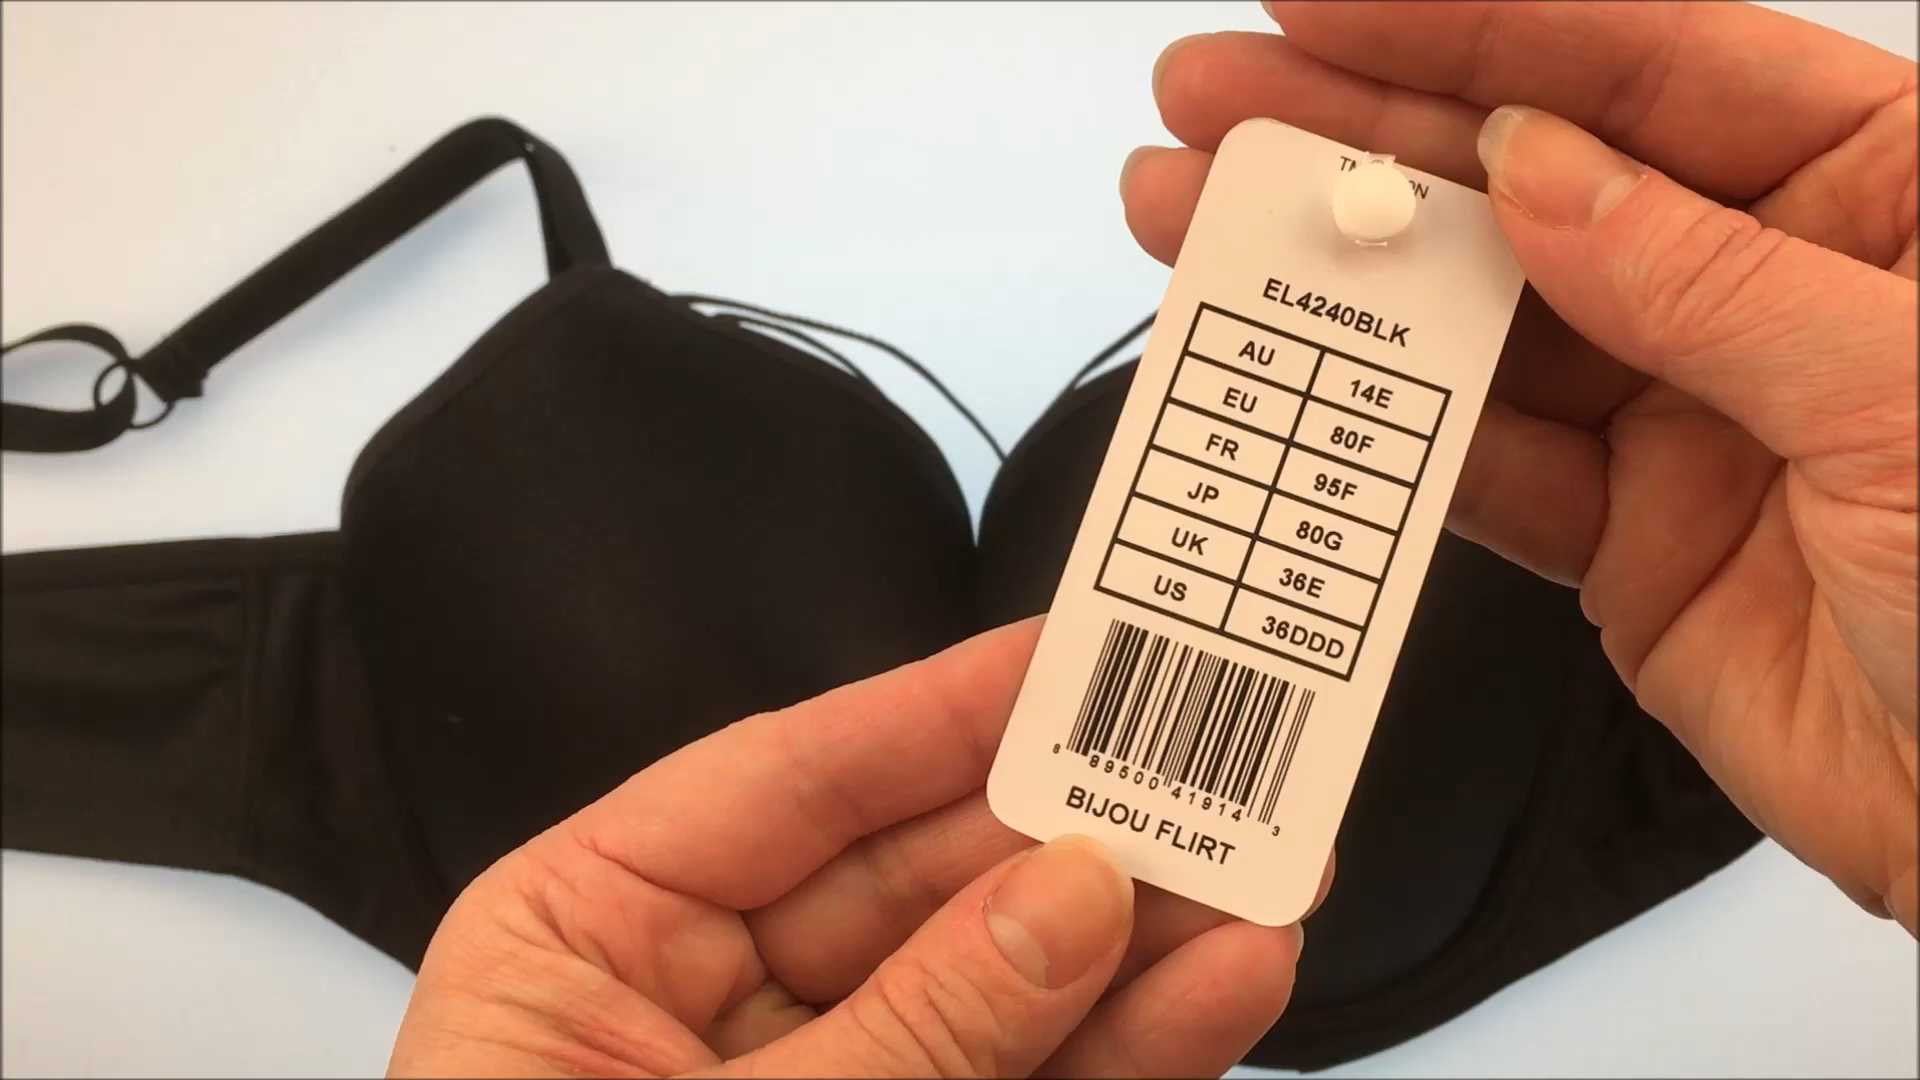 EL4240BLK
AU 14E
EU 80F
FR 95F
JP 80G
UK 36E
US 36DDD
8 89500 41914 3
BIJOU FLIRT